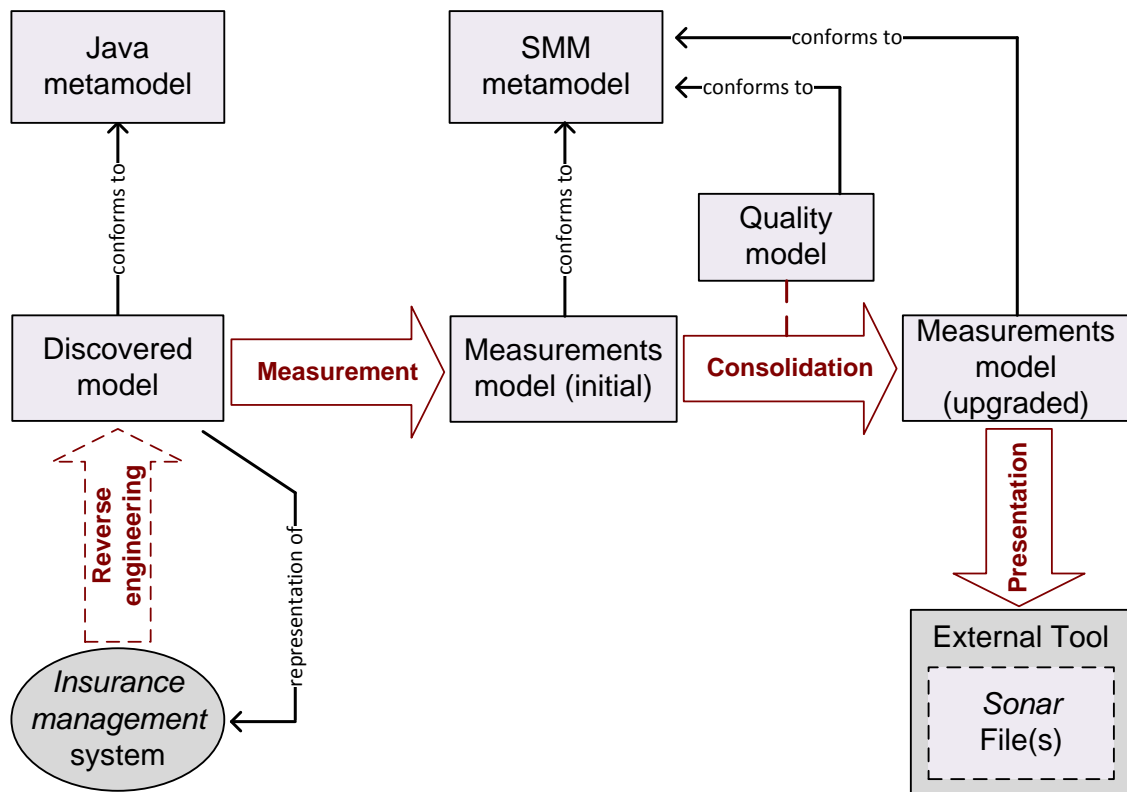 Java
metamodel
SMM
metamodel
conforms to
conforms to
conforms to
conforms to
Quality
model
Discovered
model
Measurement
Measurements
model (initial)
Consolidation
Measurements
model
(upgraded)
Reverse
engineering
representation of
Presentation
Insurance
management
system
External Tool
Sonar
File(s)